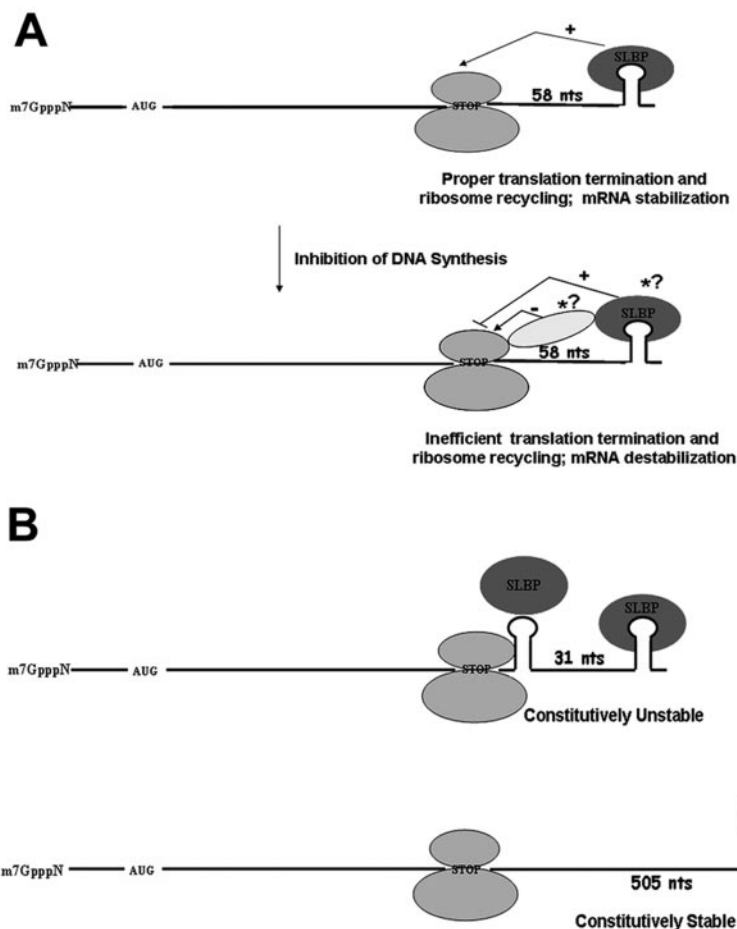 A
+
SLBP
m7GpppN AUG STOP 58 nts
Proper translation termination and
ribosome recycling; mRNA stabilization
Inhibition of DNA Synthesis
+ *?
- *? SLBP
m7GpppN AUG STOP 58 nts
Inefficient translation termination and
ribosome recycling; mRNA destabilization
B
SLBP
SLBP
m7GpppN AUG STOP 31 nts
Constitutively Unstable
m7GpppN AUG STOP
505 nts
Constitutively Stable